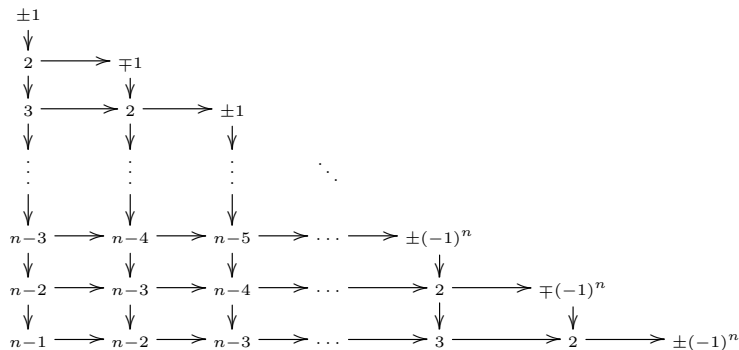 ±1
2 ∓1
3 2 ±1
⋮ ⋮ ⋮ ⋱
n−3 n−4 n−5 ⋯ ±(−1)ⁿ
n−2 n−3 n−4 ⋯ 2 ∓(−1)ⁿ
n−1 n−2 n−3 ⋯ 3 2 ±(−1)ⁿ